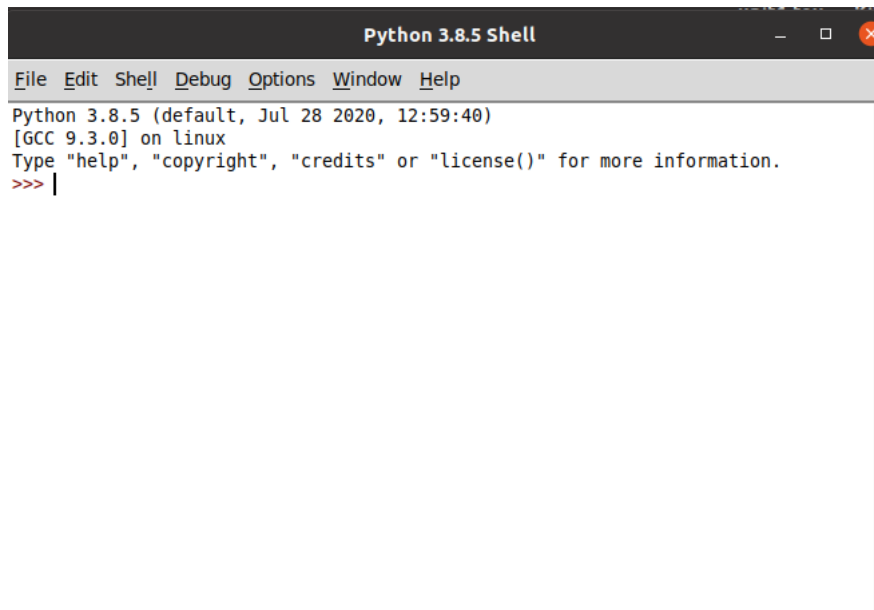 Python 3.8.5 Shell
File Edit Shell Debug Options Window Help
Python 3.8.5 (default, Jul 28 2020, 12:59:40)
[GCC 9.3.0] on linux
Type "help", "copyright", "credits" or "license()" for more information.
>>>